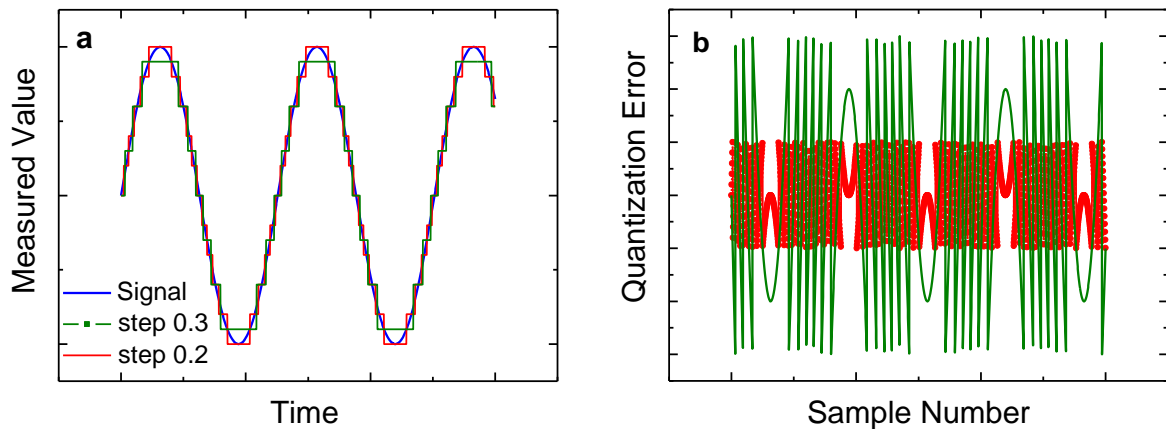 a
Measured Value
Signal
step 0.3
step 0.2
Time
b
Quantization Error
Sample Number